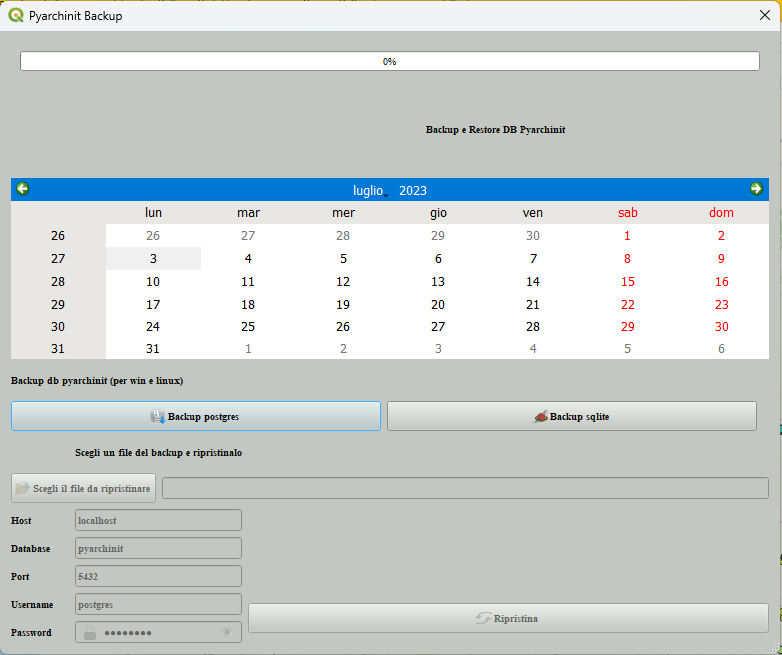 Pyarchinit Backup
0%
Backup e Restore DB Pyarchinit
luglio 2023
lun mar mer gio ven sab dom
26 26 27 28 29 30 1 2
27 3 4 5 6 7 8 9
28 10 11 12 13 14 15 16
29 17 18 19 20 21 22 23
30 24 25 26 27 28 29 30
31 31 1 2 3 4 5 6
Backup db pyarchinit (per win e linux)
Backup postgres Backup sqlite
Scegli un file del backup e ripristinalo
Scegli il file da ripristinare
Host localhost
Database pyarchinit
Port 5432
Username postgres
Ripristina
Password ●●●●●●●●